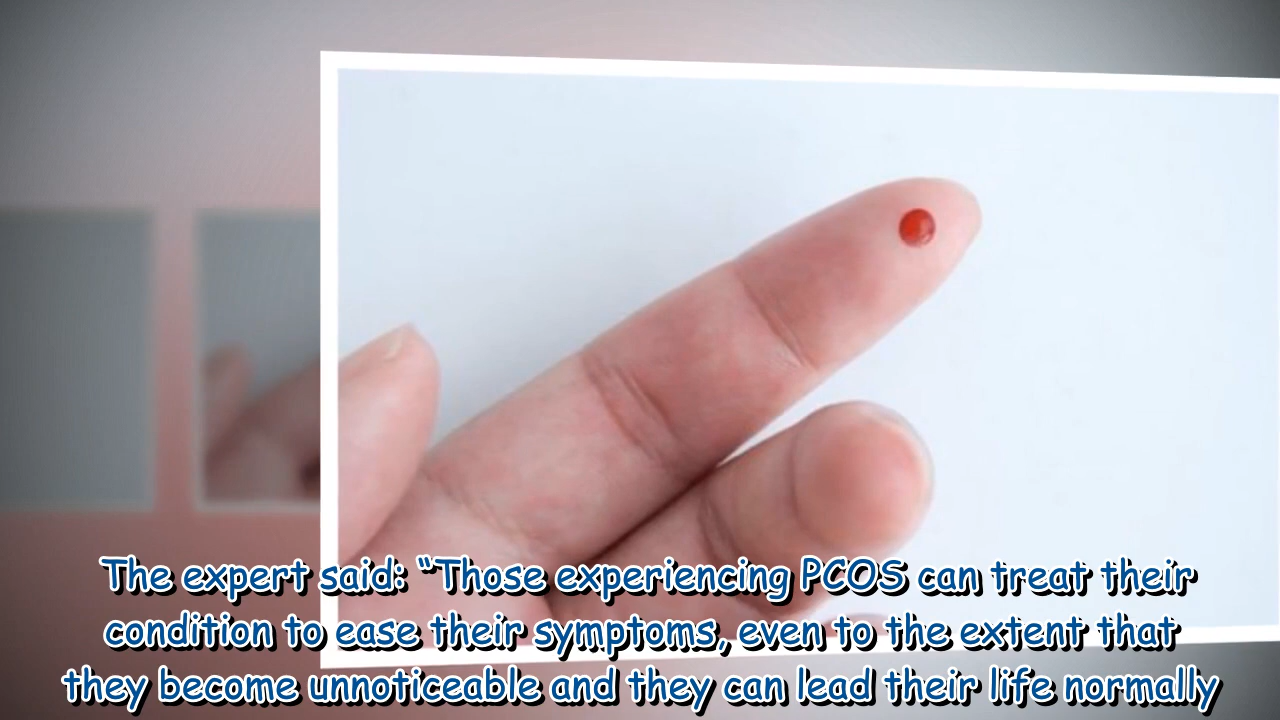 The expert said: “Those experiencing PCOS can treat their
condition to ease their symptoms, even to the extent that
they become unnoticeable and they can lead their life normally